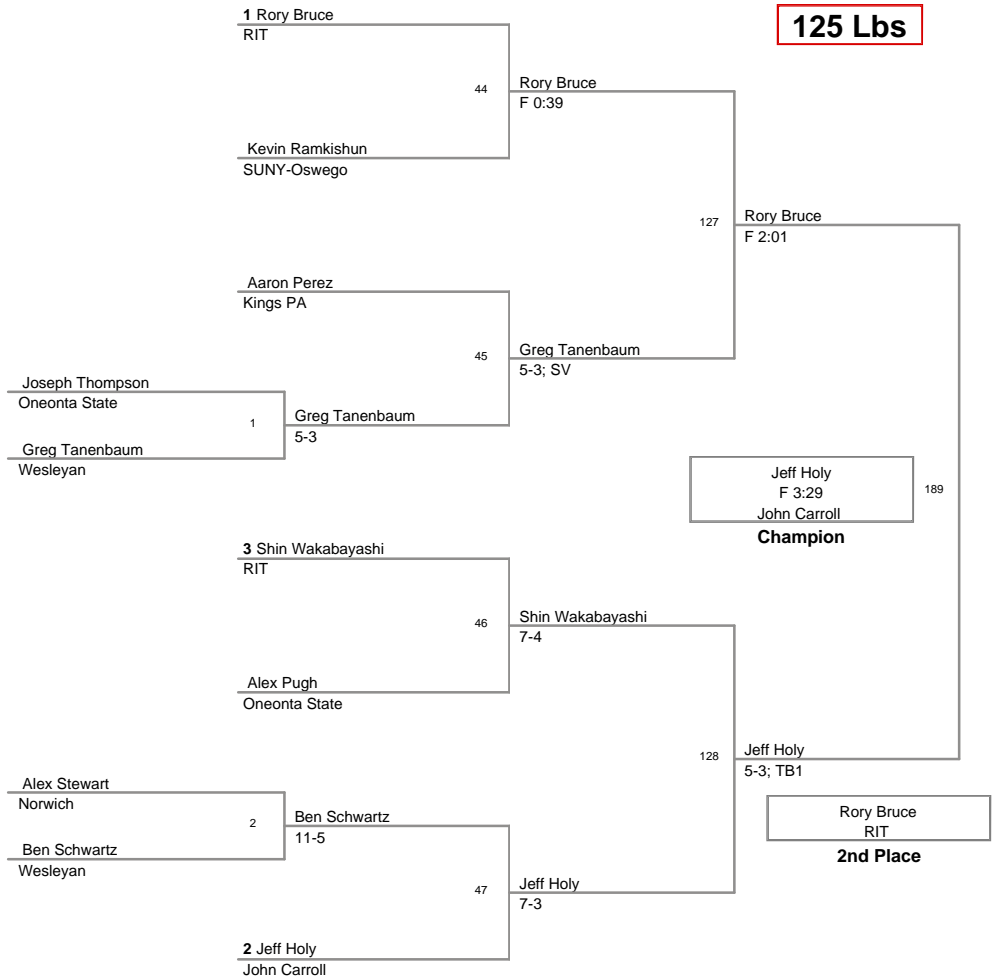 1 Rory Bruce
RIT
125 Lbs
44
Rory Bruce
F 0:39
Kevin Ramkishun
SUNY-Oswego
127
Rory Bruce
F 2:01
Aaron Perez
Kings PA
45
Greg Tanenbaum
5-3; SV
Joseph Thompson
Oneonta State
1
Greg Tanenbaum
5-3
Greg Tanenbaum
Wesleyan
Jeff Holy
F 3:29
John Carroll
Champion
189
3 Shin Wakabayashi
RIT
46
Shin Wakabayashi
7-4
Alex Pugh
Oneonta State
128
Jeff Holy
5-3; TB1
Alex Stewart
Norwich
2
Ben Schwartz
11-5
Ben Schwartz
Wesleyan
Rory Bruce
RIT
2nd Place
47
Jeff Holy
7-3
2 Jeff Holy
John Carroll